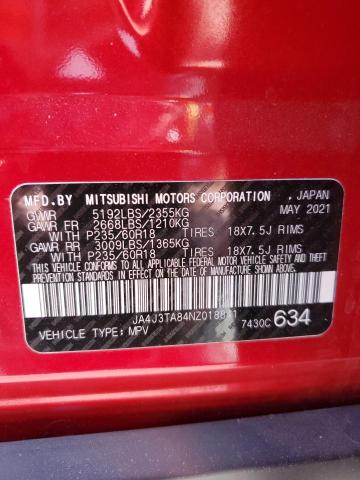 MFD.BY MITSUBISHI MOTORS CORPORATION, JAPAN
GVWR 5192LBS/2355KG MAY 2021
GAWR FR 2668LBS/1210KG
WITH P235/60R18 TIRES 18X7.5J RIMS
GAWR RR 3009LBS/1365KG
WITH P235/60R18 TIRES 18X7.5J RIMS
THIS VEHICLE CONFORMS TO ALL APPLICABLE FEDERAL
MOTOR VEHICLE SAFETY AND THEFT
PREVENTION STANDARDS IN EFFECT ON THE DATE OF
MANUFACTURE SHOWN ABOVE.
VEHICLE TYPE: MPV 7430C 634